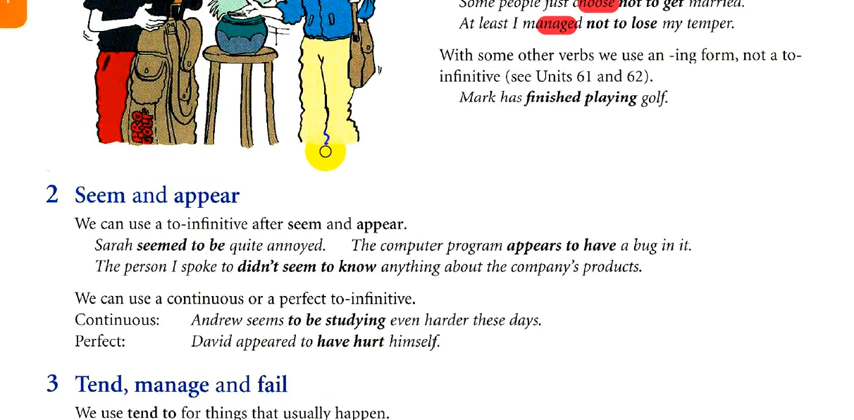 Some people just choose not to get married.
At least I managed not to lose my temper.
With some other verbs we use an -ing form, not a to-
infinitive (see Units 61 and 62).
Mark has finished playing golf.
PRO
GOLF
2 Seem and appear
We can use a to-infinitive after seem and appear.
Sarah seemed to be quite annoyed. The computer program appears to have a bug in it.
The person I spoke to didn't seem to know anything about the company's products.
We can use a continuous or a perfect to-infinitive.
Continuous: Andrew seems to be studying even harder these days.
Perfect: David appeared to have hurt himself.
3 Tend, manage and fail
We use tend to for things that usually happen.